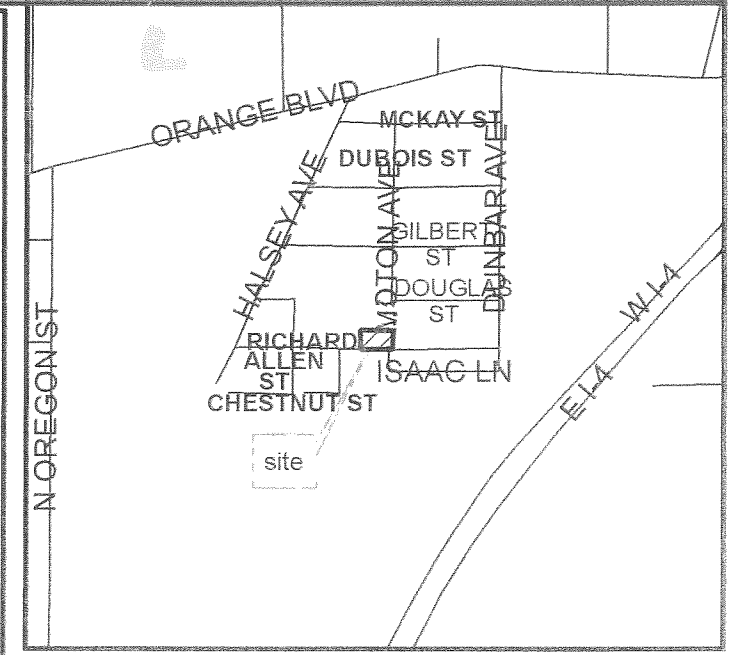 ORANGE BLVD
MCKAY ST
DUBOIS ST
HALSEY AVE
MOTON AVE
DUNBAR AVE
GILBERT
ST
DOUGLAS
ST
W I-4
E I-4
N OREGON ST
RICHARD
ALLEN
ST
ISAAC LN
CHESTNUT ST
site